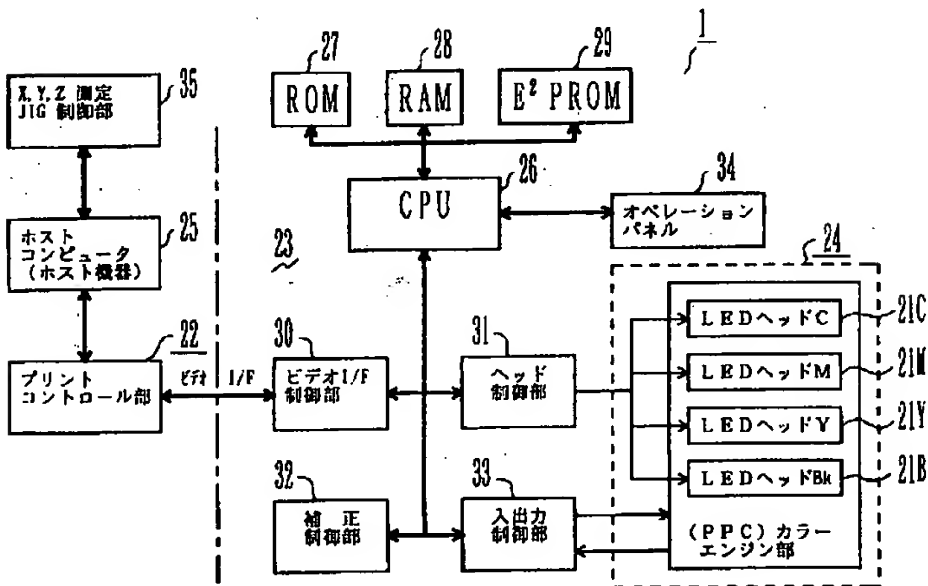 1
27
28
29
ROM
RAM
E² PROM
35
X, Y, Z 測定
JIG 制御部
26
CPU
34
オペレーション
パネル
25
ホスト
コンピュータ
(ホスト機器)
23
24
LEDヘッドC
21C
LEDヘッドM
21M
LEDヘッドY
21Y
LEDヘッドBk
21B
(PPC) カラー
エンジン部
22
プリント
コントロール部
ビデオ I/F
30
ビデオI/F
制御部
31
ヘッド
制御部
32
補正
制御部
33
入出力
制御部